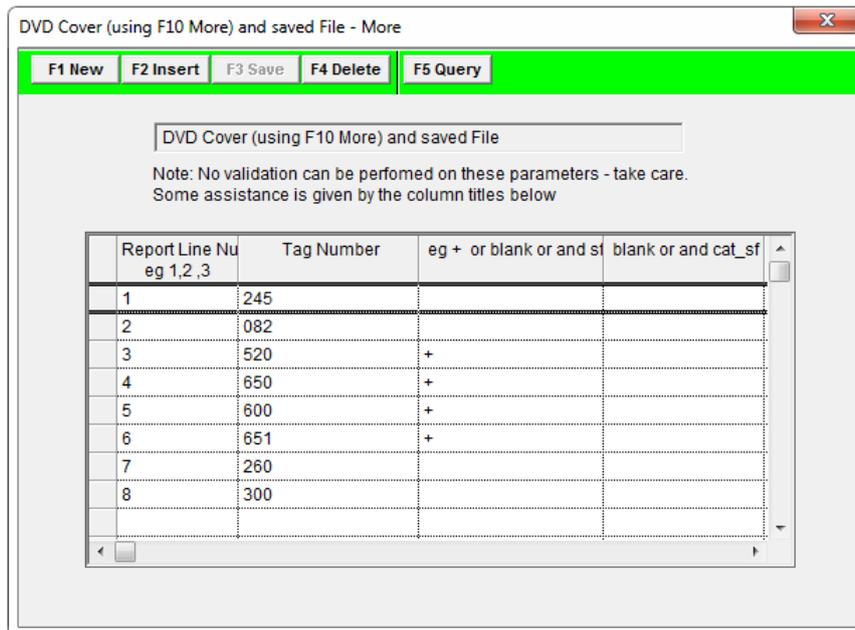 DVD Cover (using F10 More) and saved File - More
F1 New F2 Insert F3 Save F4 Delete F5 Query
DVD Cover (using F10 More) and saved File
Note: No validation can be perfomed on these parameters - take care.
Some assistance is given by the column titles below
Report Line Nu Tag Number eg + or blank or and sf blank or and cat_sf
eg 1,2 ,3
1 245
2 082
3 520 +
4 650 +
5 600 +
6 651 +
7 260
8 300